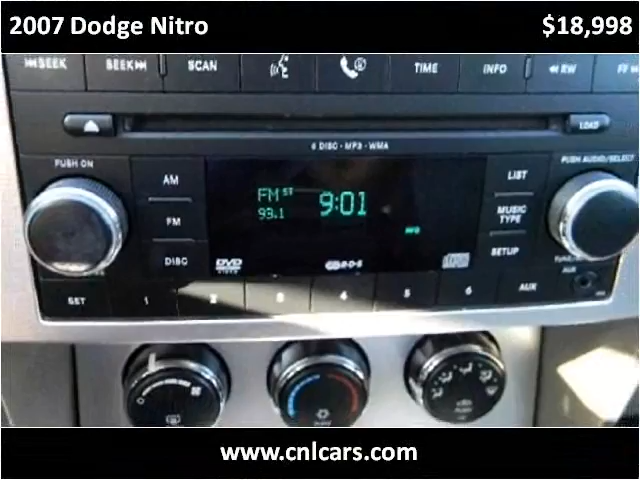 2007 Dodge Nitro $18,998
SEEK SEEK SCAN TIME INFO RW FF
LOAD
6 DISC • MP3 • WMA
PUSH ON PUSH AUDIO/SELECT
AM LIST
FM ST 9:01
93.1
FM MUSIC TYPE
DISC DVD R·D·S SETUP
AUX
SET 1 2 3 4 5 6 AUX
www.cnlcars.com